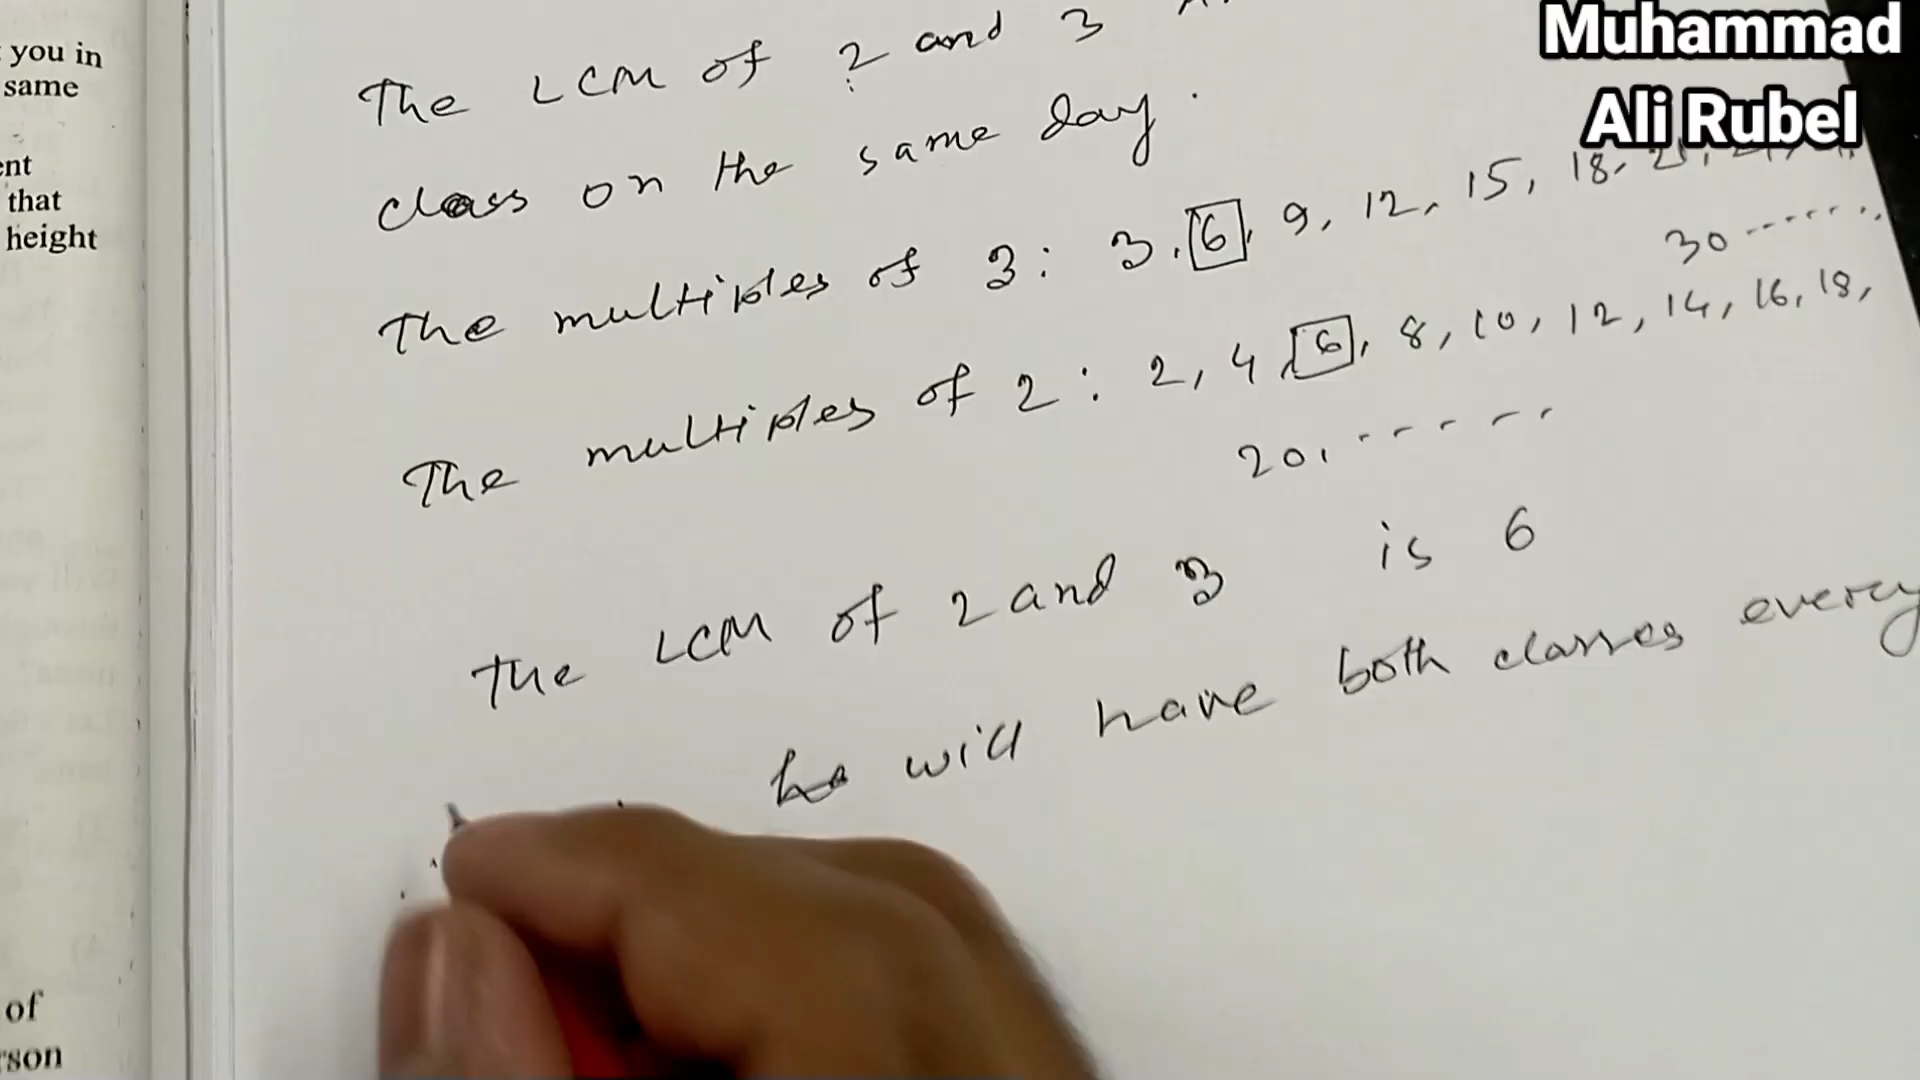 you in
same
ent
that
height
of
rson
The LCM of 2 and 3
class on the same day.
The multiples of 3: 3, 6, 9, 12, 15, 18, 21,
30 ......
The multiples of 2: 2, 4, 6, 8, 10, 12, 14, 16, 18,
20, ......
The LCM of 2 and 3 is 6
he will have both classes every
Muhammad
Ali Rubel